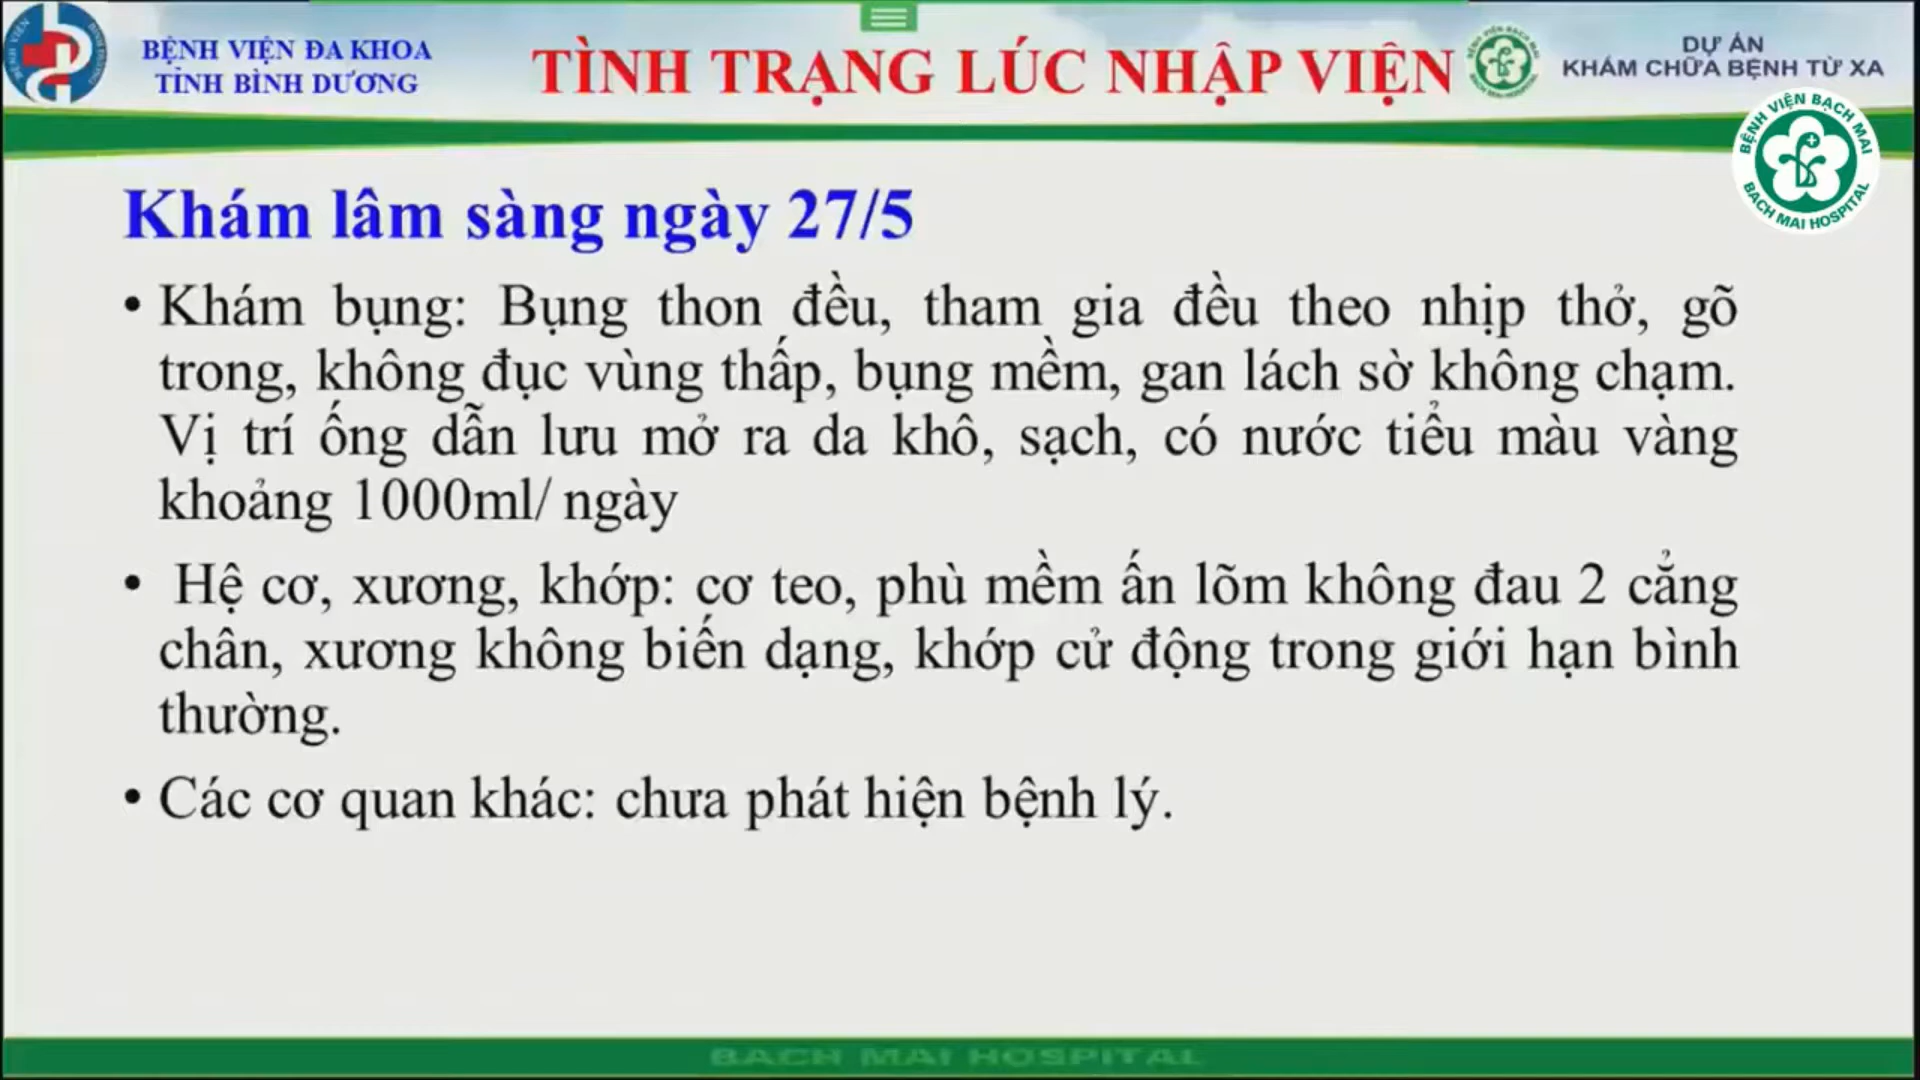 BỆNH VIỆN ĐA KHOA
TỈNH BÌNH DƯƠNG
TÌNH TRẠNG LÚC NHẬP VIỆN
DỰ ÁN
KHÁM CHỮA BỆNH TỪ XA
BỆNH VIỆN BẠCH MAI
BACH MAI HOSPITAL
Khám lâm sàng ngày 27/5
• Khám bụng: Bụng thon đều, tham gia đều theo nhịp thở, gõ
trong, không đục vùng thấp, bụng mềm, gan lách sờ không chạm.
Vị trí ống dẫn lưu mở ra da khô, sạch, có nước tiểu màu vàng
khoảng 1000ml/ ngày
• Hệ cơ, xương, khớp: cơ teo, phù mềm ấn lõm không đau 2 cẳng
chân, xương không biến dạng, khớp cử động trong giới hạn bình
thường.
• Các cơ quan khác: chưa phát hiện bệnh lý.
BACH MAI HOSPITAL